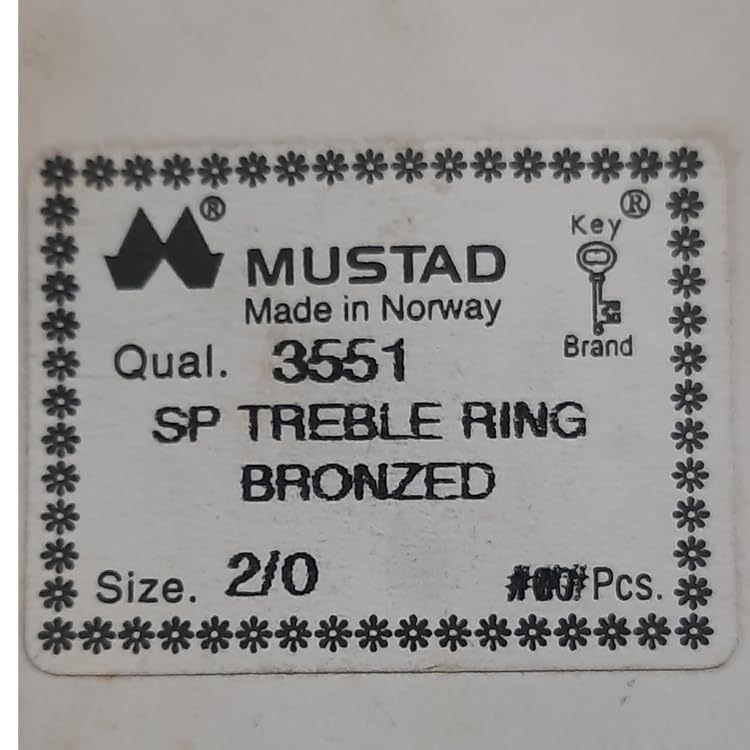 ®
Key ®
MUSTAD
Made in Norway
Brand
Qual. 3551
SP TREBLE RING
BRONZED
Size. 2/0 Pcs.